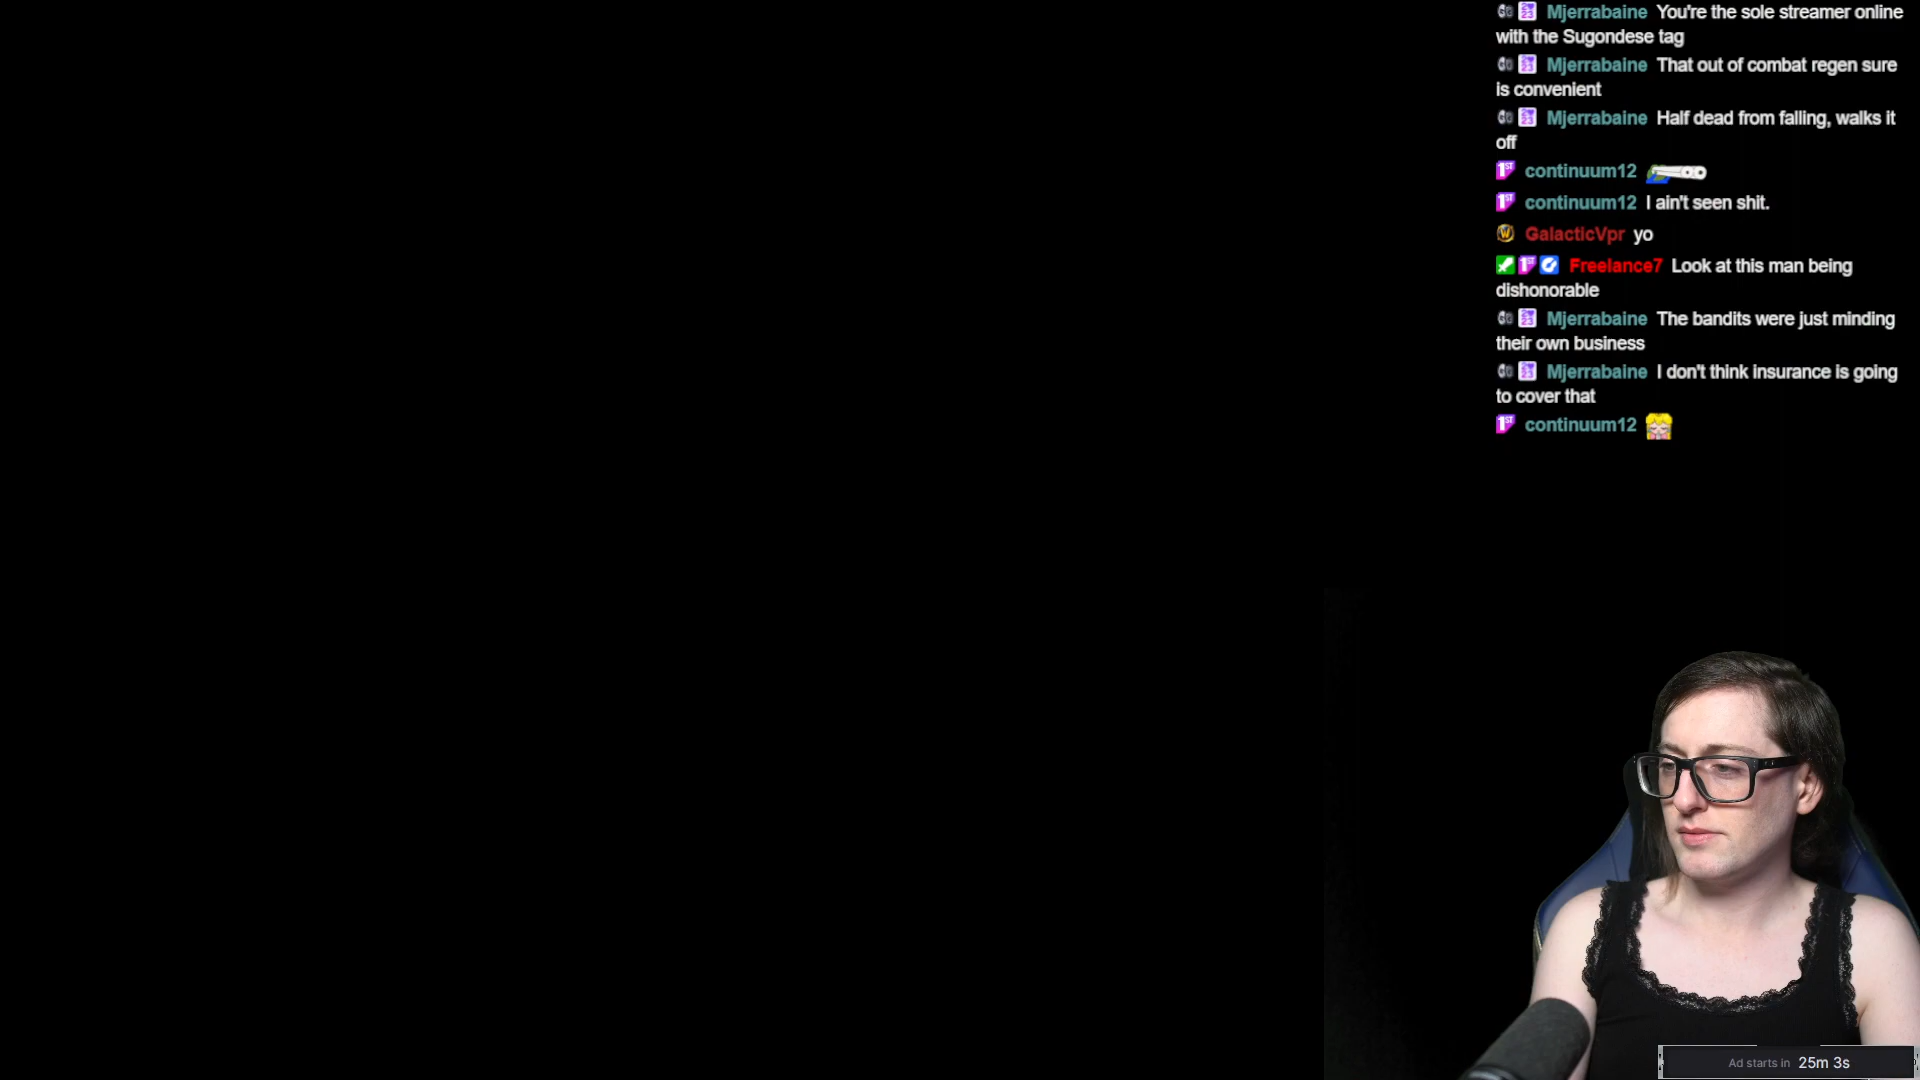 Mjerrabaine You're the sole streamer online
with the Sugondese tag
Mjerrabaine That out of combat regen sure
is convenient
Mjerrabaine Half dead from falling, walks it
off
continuum12
continuum12 I ain't seen shit.
GalacticVpr yo
Freelance7 Look at this man being
dishonorable
Mjerrabaine The bandits were just minding
their own business
Mjerrabaine I don't think insurance is going
to cover that
continuum12
Ad starts in 25m 3s